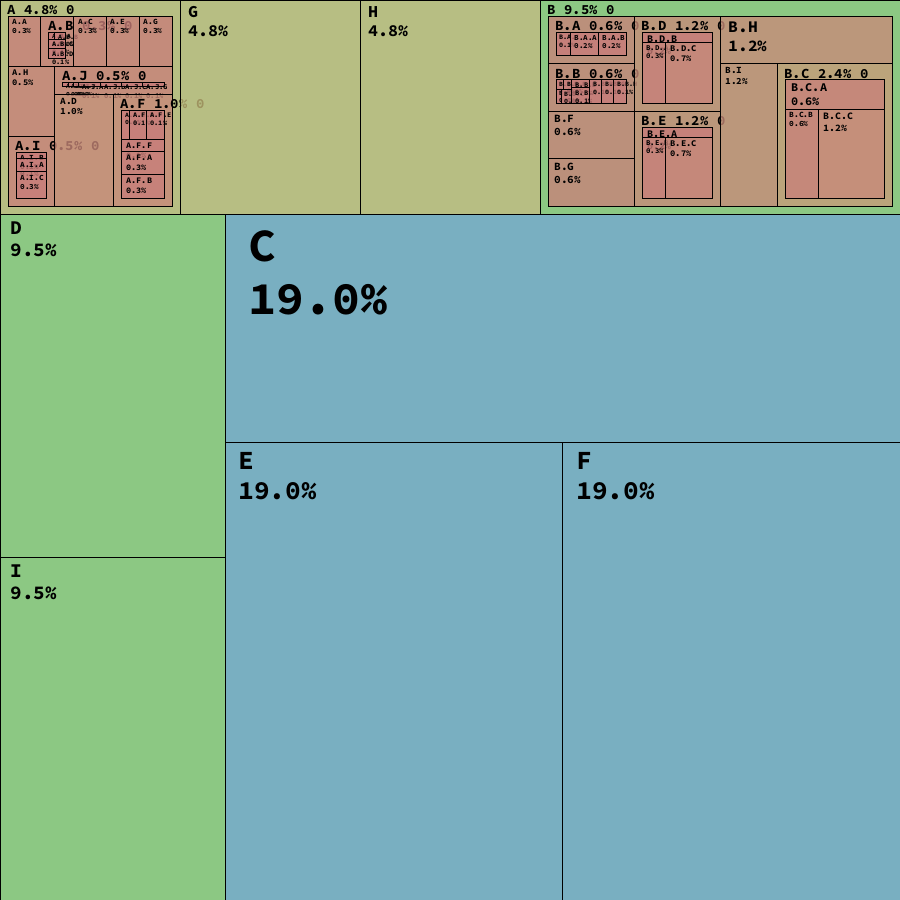 A 4.8% 0
A.A
0.3%
A.B 0.3% 0
A.C
0.3%
A.E
0.3%
A.G
0.3%
A.H
0.5%
A.J 0.5% 0
A.D
1.0%
A.F 1.0% 0
A.F.F
A.F.A
0.3%
A.F.B
0.3%
A.I 0.5% 0
A.I.A
A.I.C
0.3%
G
4.8%
H
4.8%
B 9.5% 0
B.A 0.6% 0
B.A.A
0.2%
B.A.B
0.2%
B.B 0.6% 0
B.F
0.6%
B.G
0.6%
B.D 1.2% 0
B.D.B
B.D.C
0.7%
B.E 1.2% 0
B.E.A
B.E.C
0.7%
B.H
1.2%
B.I
1.2%
B.C 2.4% 0
B.C.A
0.6%
B.C.B
0.6%
B.C.C
1.2%
D
9.5%
C
19.0%
E
19.0%
F
19.0%
I
9.5%